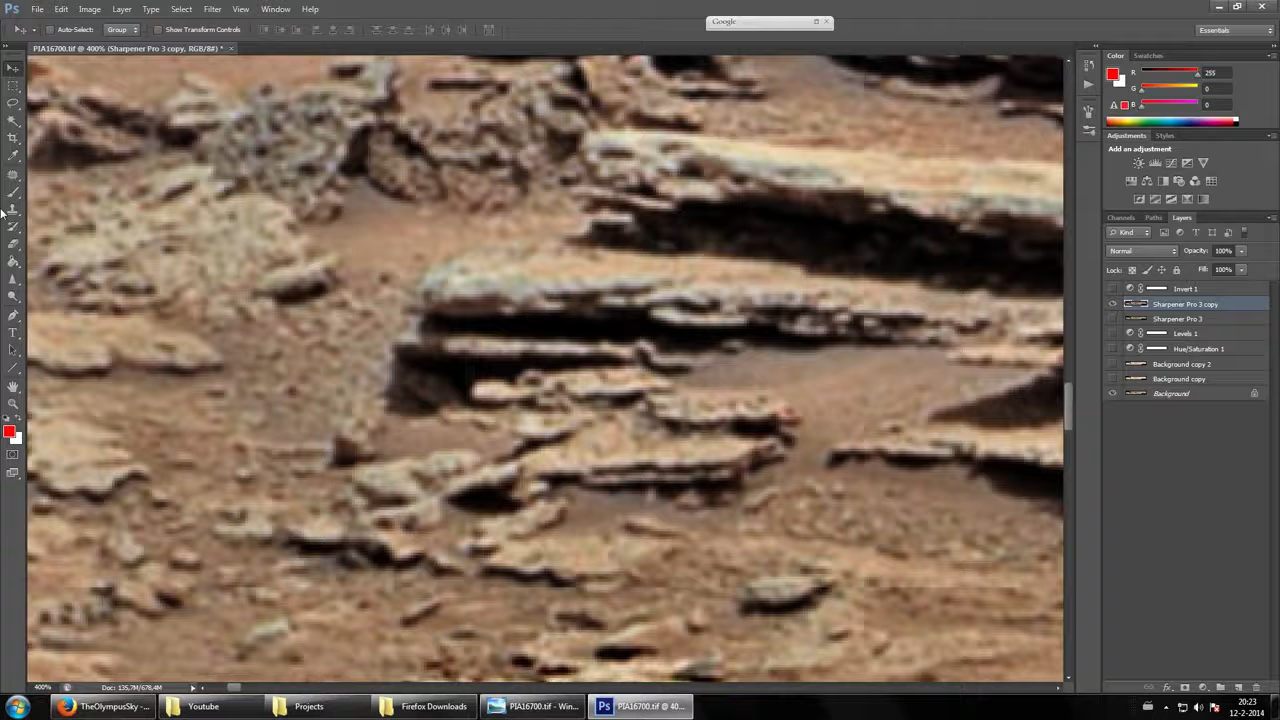 Ps File Edit Image Layer Type Select Filter View Window Help
Google
Auto-Select: Group Show Transform Controls
Essentials
PIA16700.tif @ 400% (Sharpener Pro 3 copy, RGB/8#) *
Color Swatches
R 255
G 0
B 0
Adjustments Styles
Add an adjustment
Channels Paths Layers
Kind
Normal Opacity: 100%
Lock: Fill: 100%
Invert 1
Sharpener Pro 3 copy
Sharpener Pro 3
Levels 1
Hue/Saturation 1
Background copy 2
Background copy
Background
400% Doc: 135,7M/678,4M
TheOlympusSky -... Youtube Projects Firefox Downloads PIA16700.tif - Win... Ps PIA16700.tif @ 40...
20:23
12-2-2014